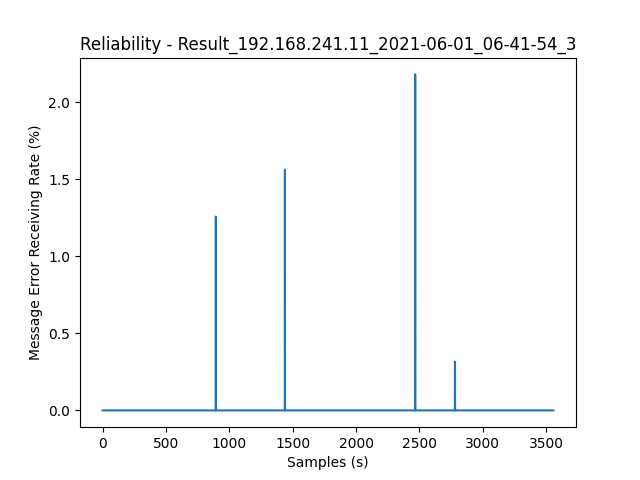 Reliability - Result_192.168.241.11_2021-06-01_06-41-54_3
Message Error Receiving Rate (%)
2.0
1.5
1.0
0.5
0.0
0 500 1000 1500 2000 2500 3000 3500
Samples (s)